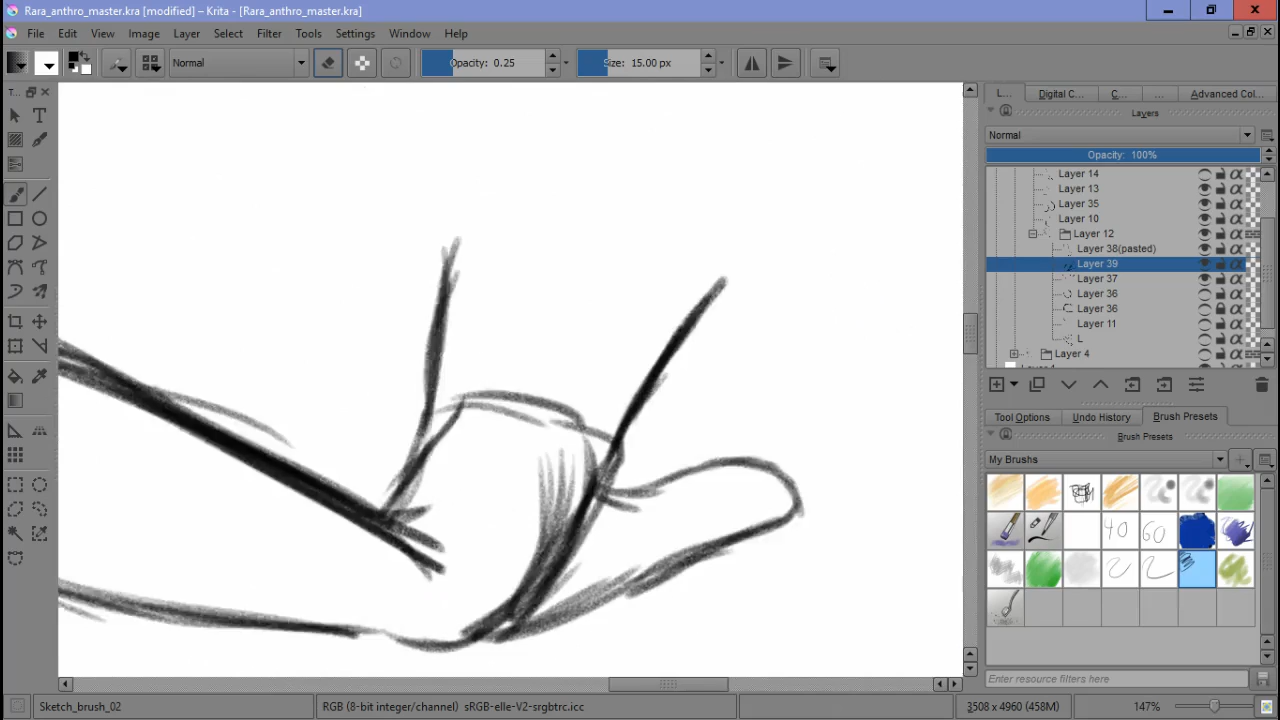 Rara_anthro_master.kra [modified] – Krita - [Rara_anthro_master.kra]
File Edit View Image Layer Select Filter Tools Settings Window Help
Normal Opacity: 0.25 Size: 15.00 px
T... L... Digital C... C... ... Advanced Col...
Layers
Normal
Opacity: 100%
Layer 14
Layer 13
Layer 35
Layer 10
Layer 12
Layer 38(pasted)
Layer 39
Layer 37
Layer 36
Layer 36
Layer 11
L
Layer 4
Tool Options Undo History Brush Presets
Brush Presets
My Brushes
40 60
Enter resource filters here
Sketch_brush_02 RGB (8-bit integer/channel) sRGB-elle-V2-srgbtrc.icc 3508 x 4960 (458M) 147%